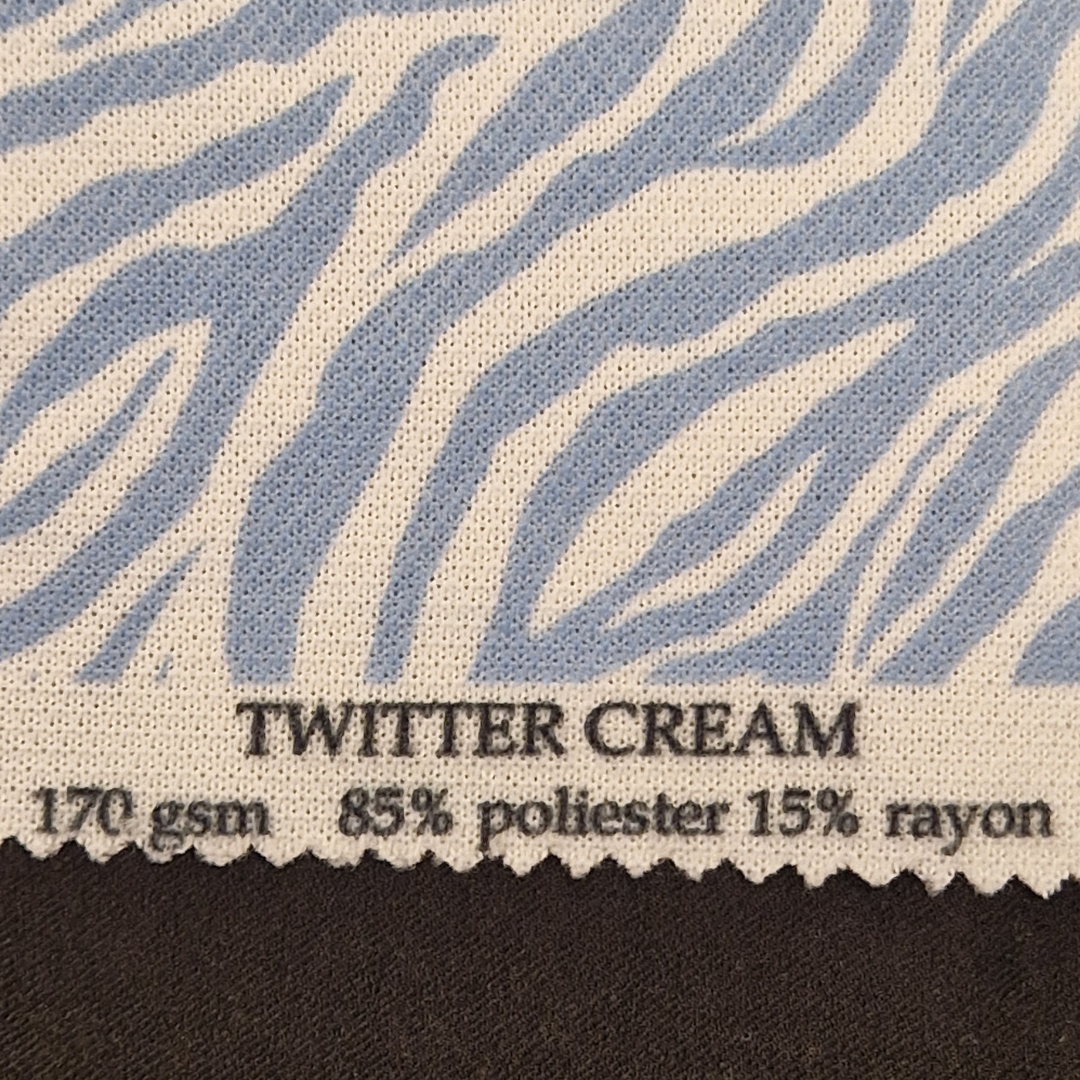 TWITTER CREAM
170 gsm 85% poliester 15% rayon